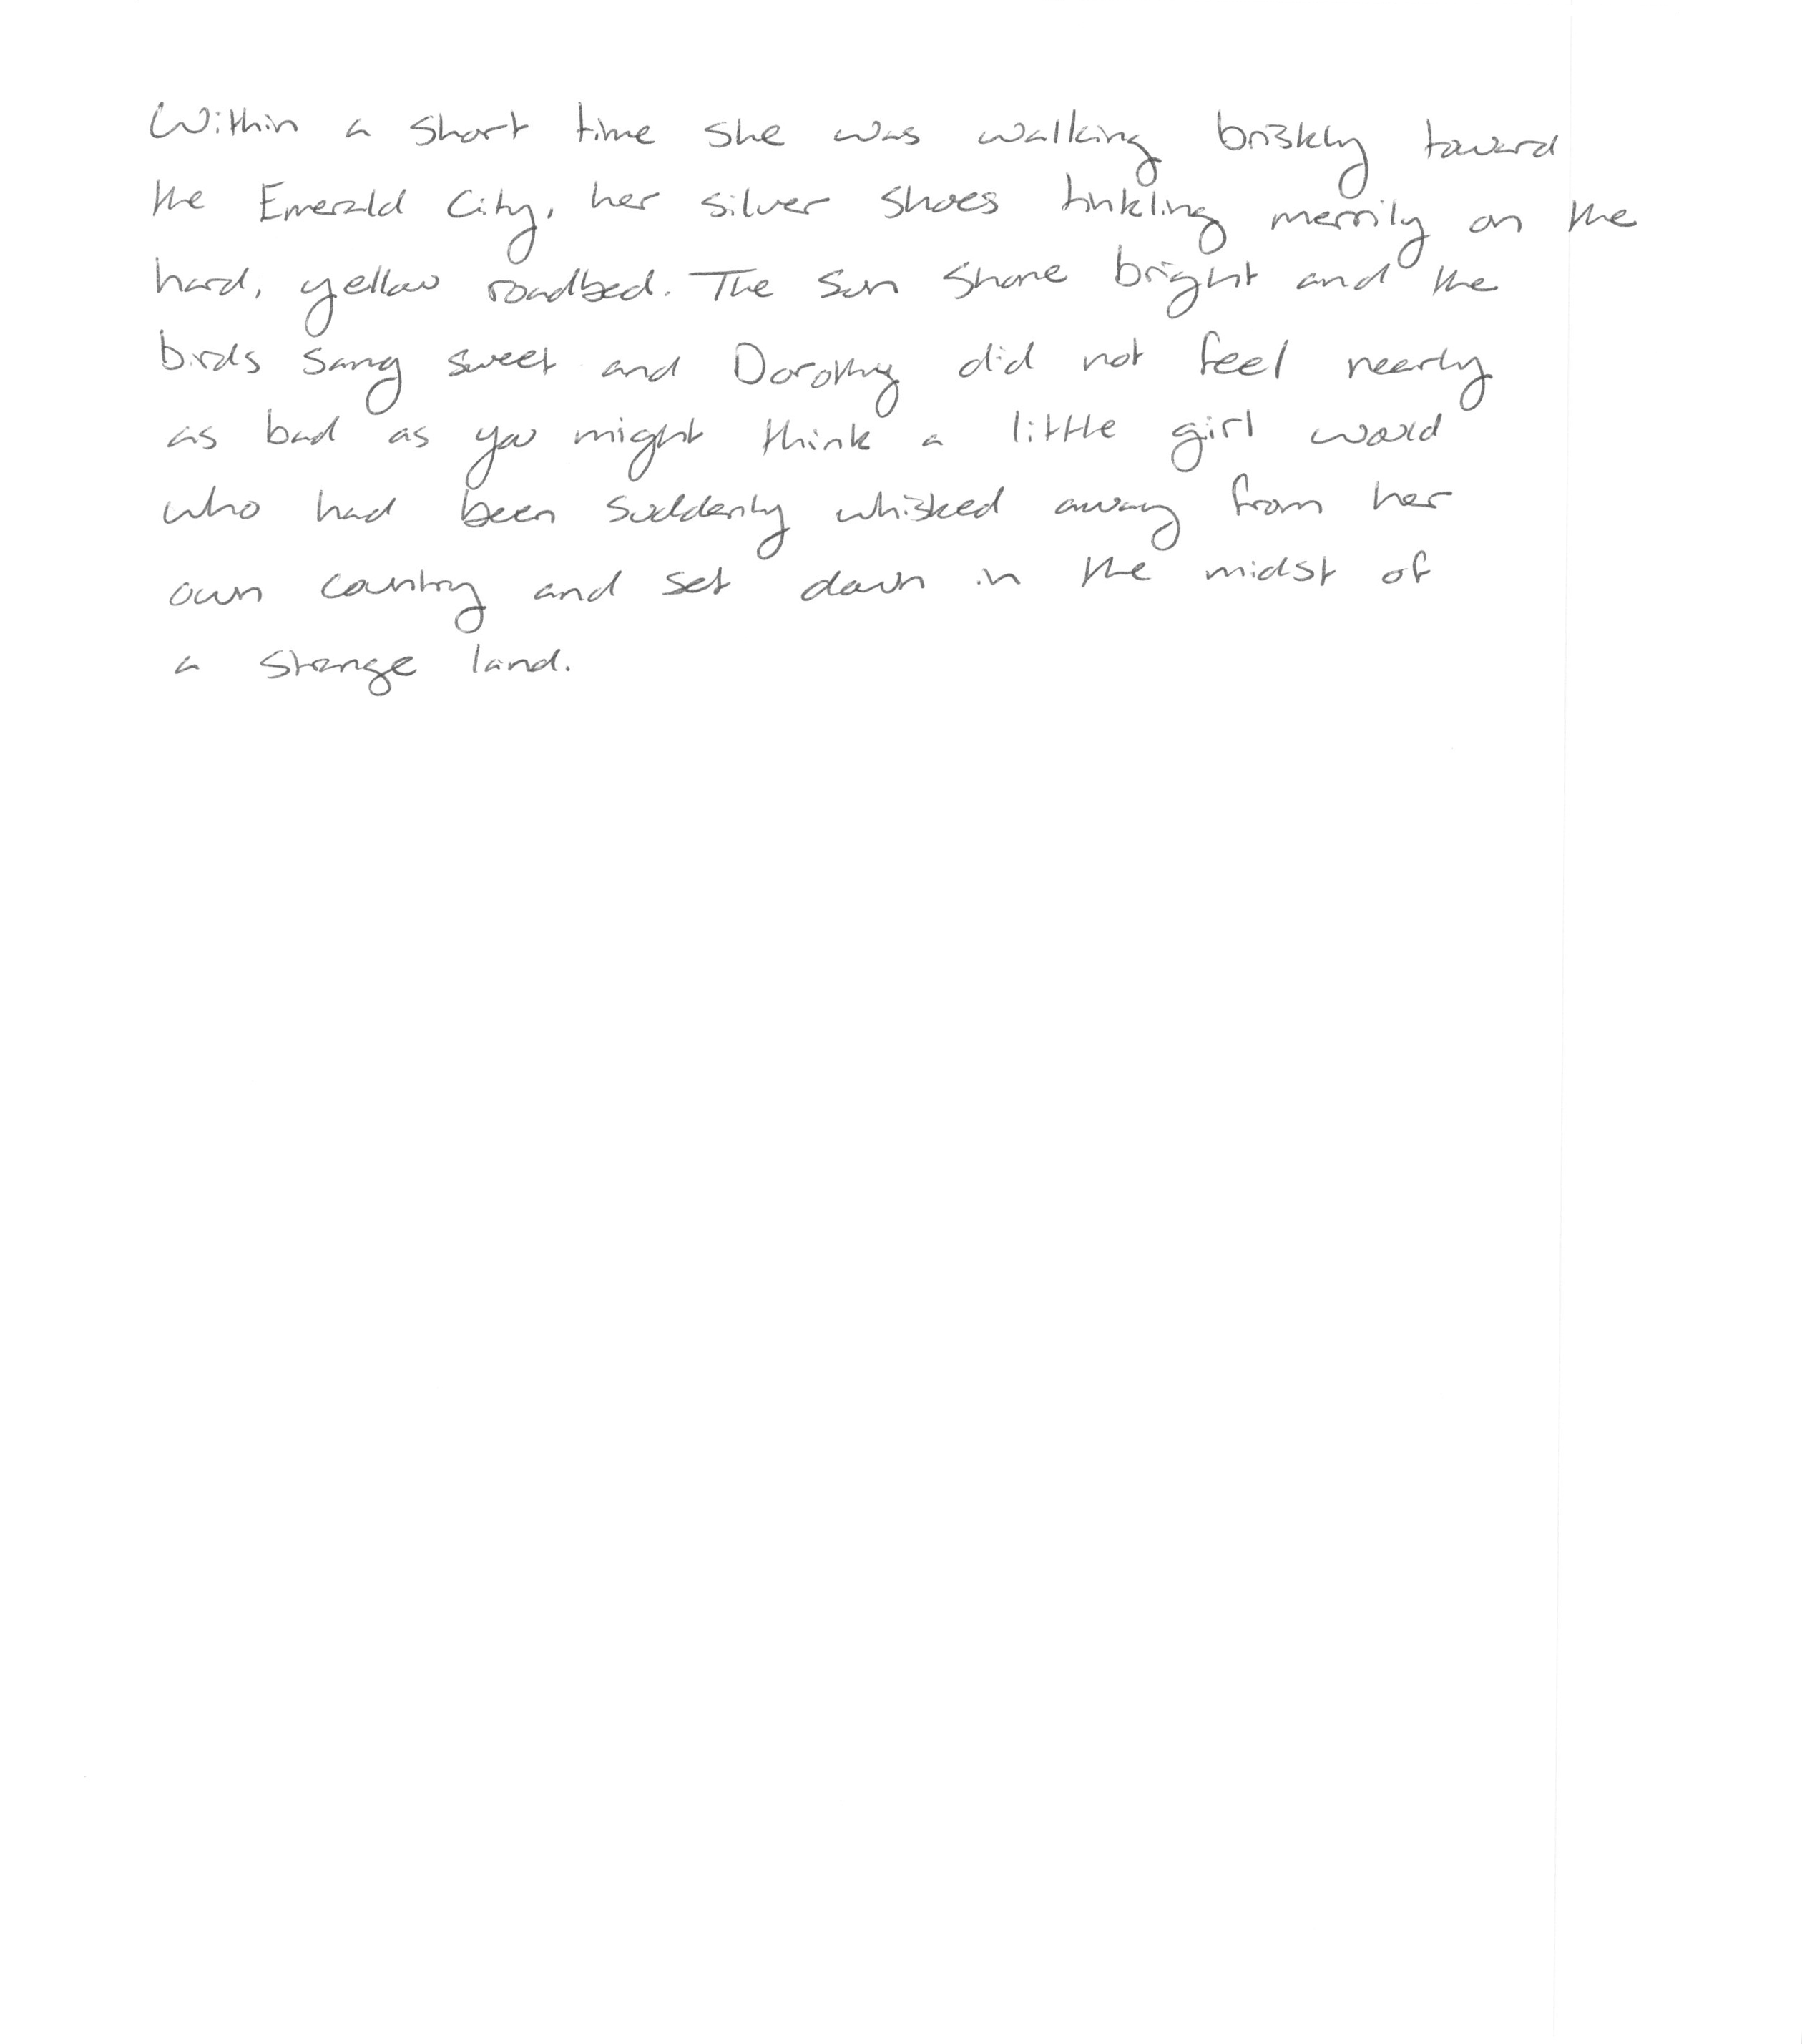 Within a short time she was walking briskly toward
the Emerald City, her silver shoes tinkling merrily on the
hard, yellow roadbed. The sun shone bright and the
birds sang sweet and Dorothy did not feel nearly
as bad as you might think a little girl would
who had been suddenly whisked away from her
own country and set down in the midst of
a strange land.